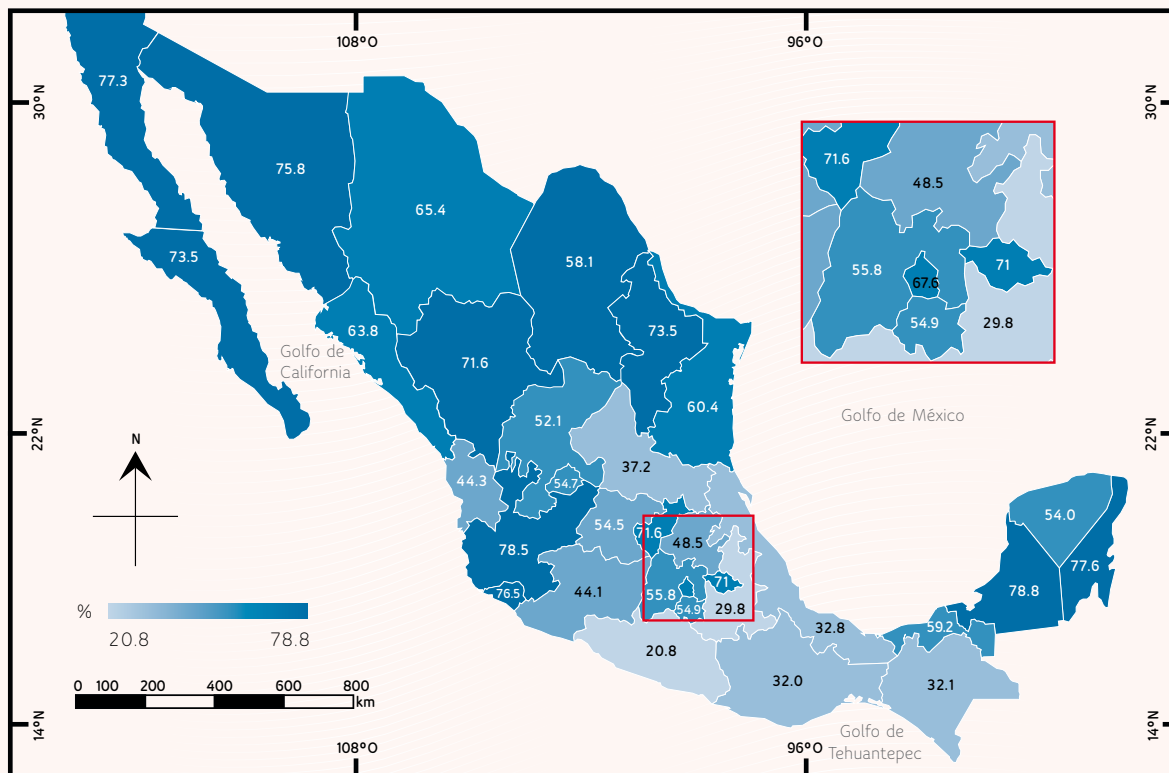 108°O
96°O
30°N
30°N
77.3
75.8
71.6
48.5
65.4
73.5
58.1
55.8
71
67.6
54.9
29.8
63.8
73.5
Golfo de
California
71.6
60.4
Golfo de México
52.1
22°N
22°N
N
37.2
44.3
54.7
54.5
71.6
48.5
54.0
78.5
77.6
71
44.1
55.8
76.5
78.8
54.9
29.8
%
20.8
78.8
32.8
59.2
20.8
32.0
32.1
0 100 200 400 600 800
km
14°N
14°N
Golfo de
Tehuantepec
108°O
96°O